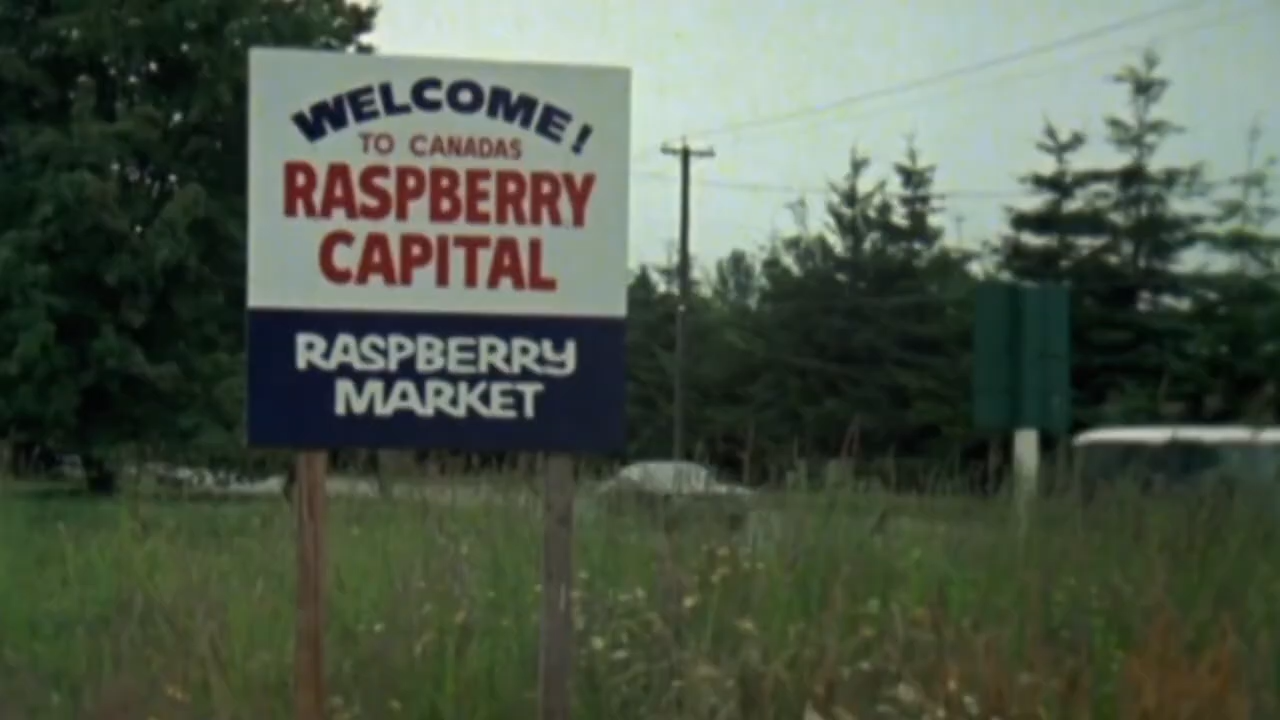 WELCOME!
TO CANADAS
RASPBERRY
CAPITAL
RASPBERRY
MARKET